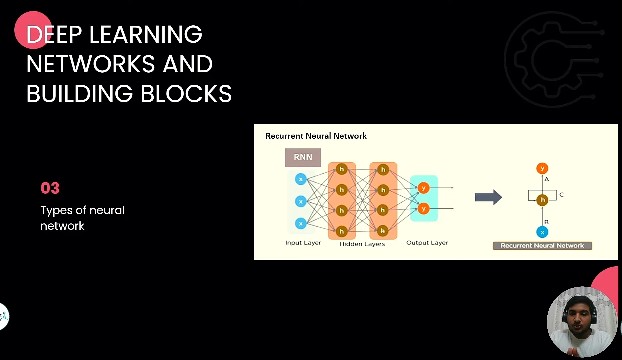 DEEP LEARNING
NETWORKS AND
BUILDING BLOCKS
03
Types of neural
network
Recurrent Neural Network
RNN
x
x
x
h
h
h
h
h
h
h
h
y
y
Input Layer
Hidden Layers
Output Layer
y
A
h
C
B
x
Recurrent Neural Network